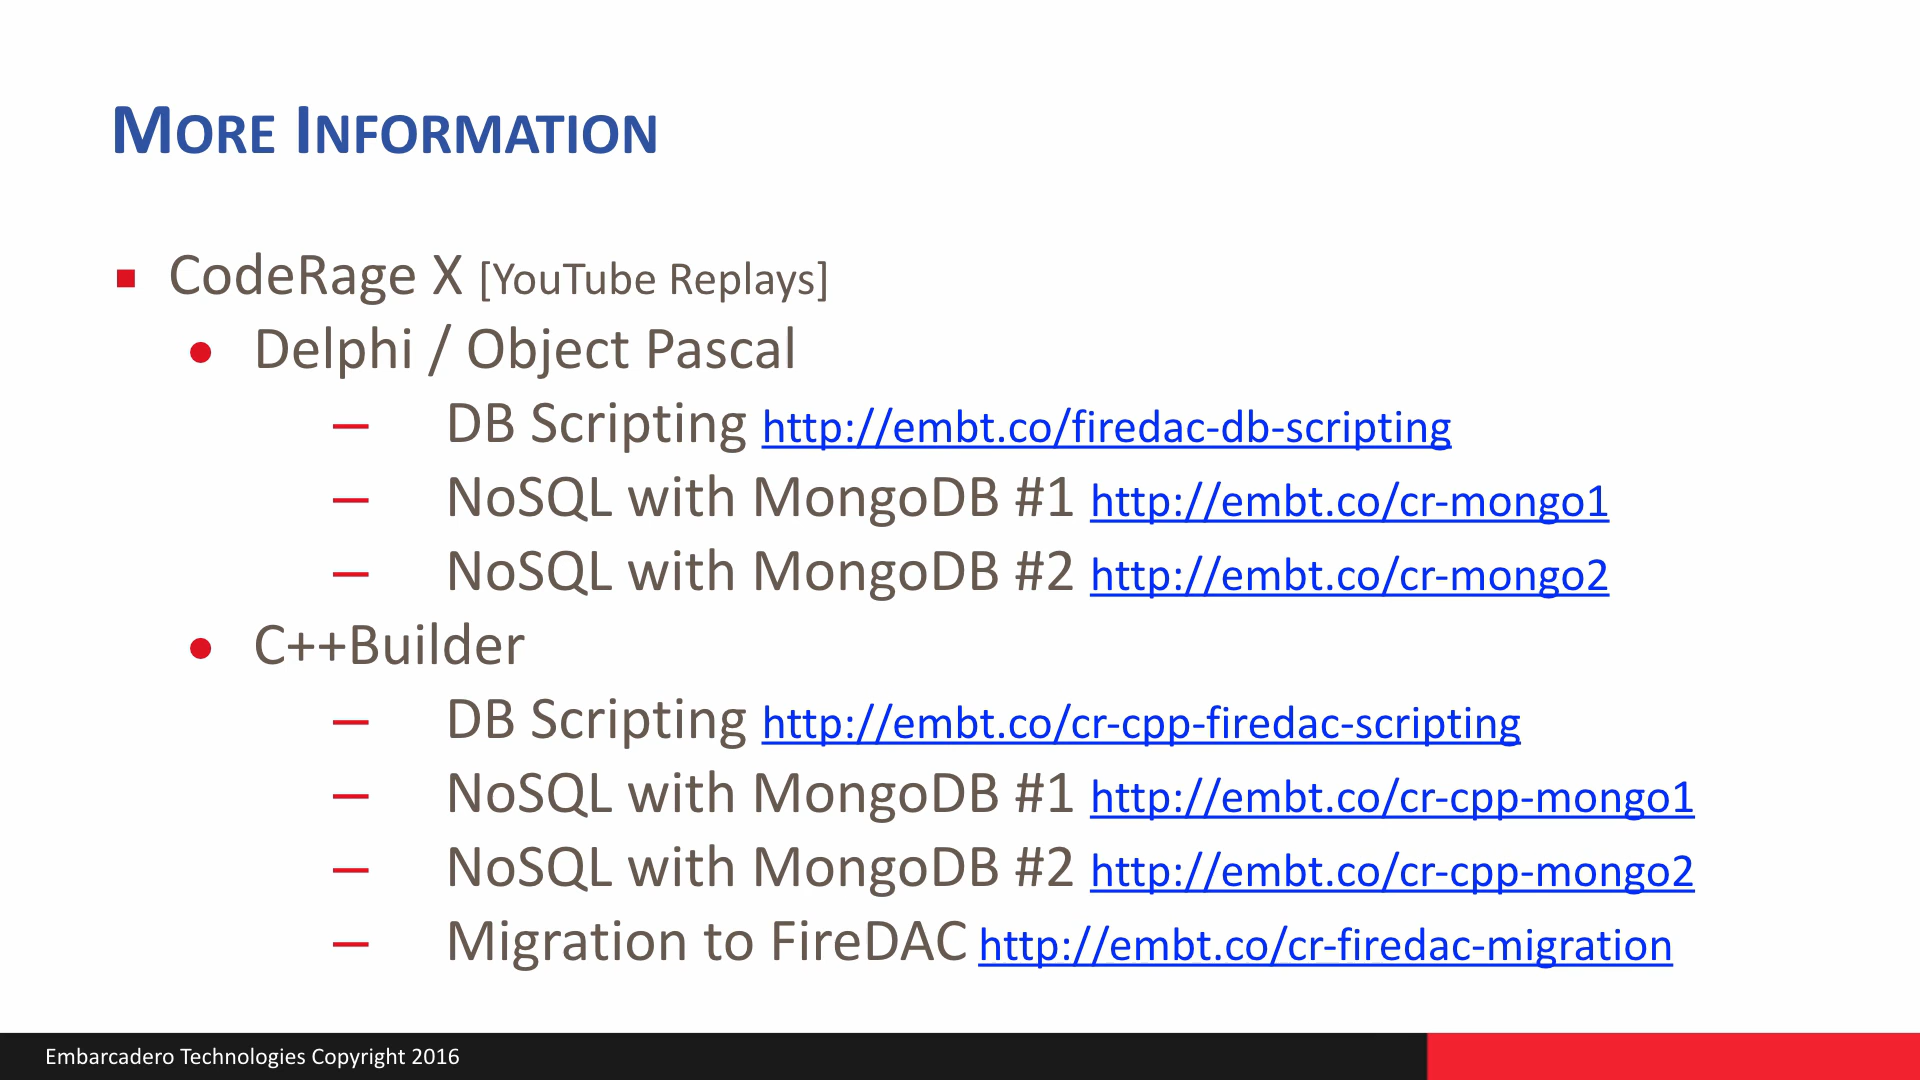 MORE INFORMATION
CodeRage X [YouTube Replays]
Delphi / Object Pascal
– DB Scripting http://embt.co/firedac-db-scripting
– NoSQL with MongoDB #1 http://embt.co/cr-mongo1
– NoSQL with MongoDB #2 http://embt.co/cr-mongo2
C++Builder
– DB Scripting http://embt.co/cr-cpp-firedac-scripting
– NoSQL with MongoDB #1 http://embt.co/cr-cpp-mongo1
– NoSQL with MongoDB #2 http://embt.co/cr-cpp-mongo2
– Migration to FireDAC http://embt.co/cr-firedac-migration
Embarcadero Technologies Copyright 2016